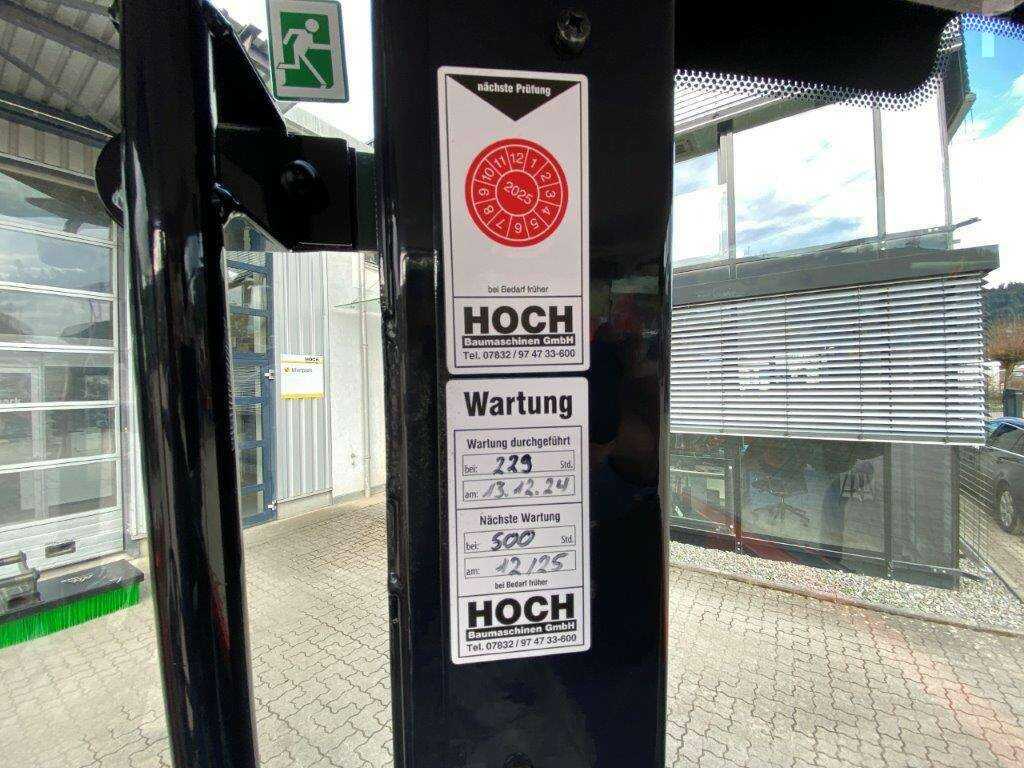 nächste Prüfung
12 1 2 3 4 5 6 7 8 9 10 11
2025
bei Bedarf früher
HOCH
Baumaschinen GmbH
Tel. 07832 / 97 47 33-600
Wartung
Wartung durchgeführt
bei: 229 Std.
am: 13.12.24
Nächste Wartung
bei: 500 Std.
am: 12/25
bei Bedarf früher
HOCH
Baumaschinen GmbH
Tel. 07832 / 97 47 33-600
HOCH